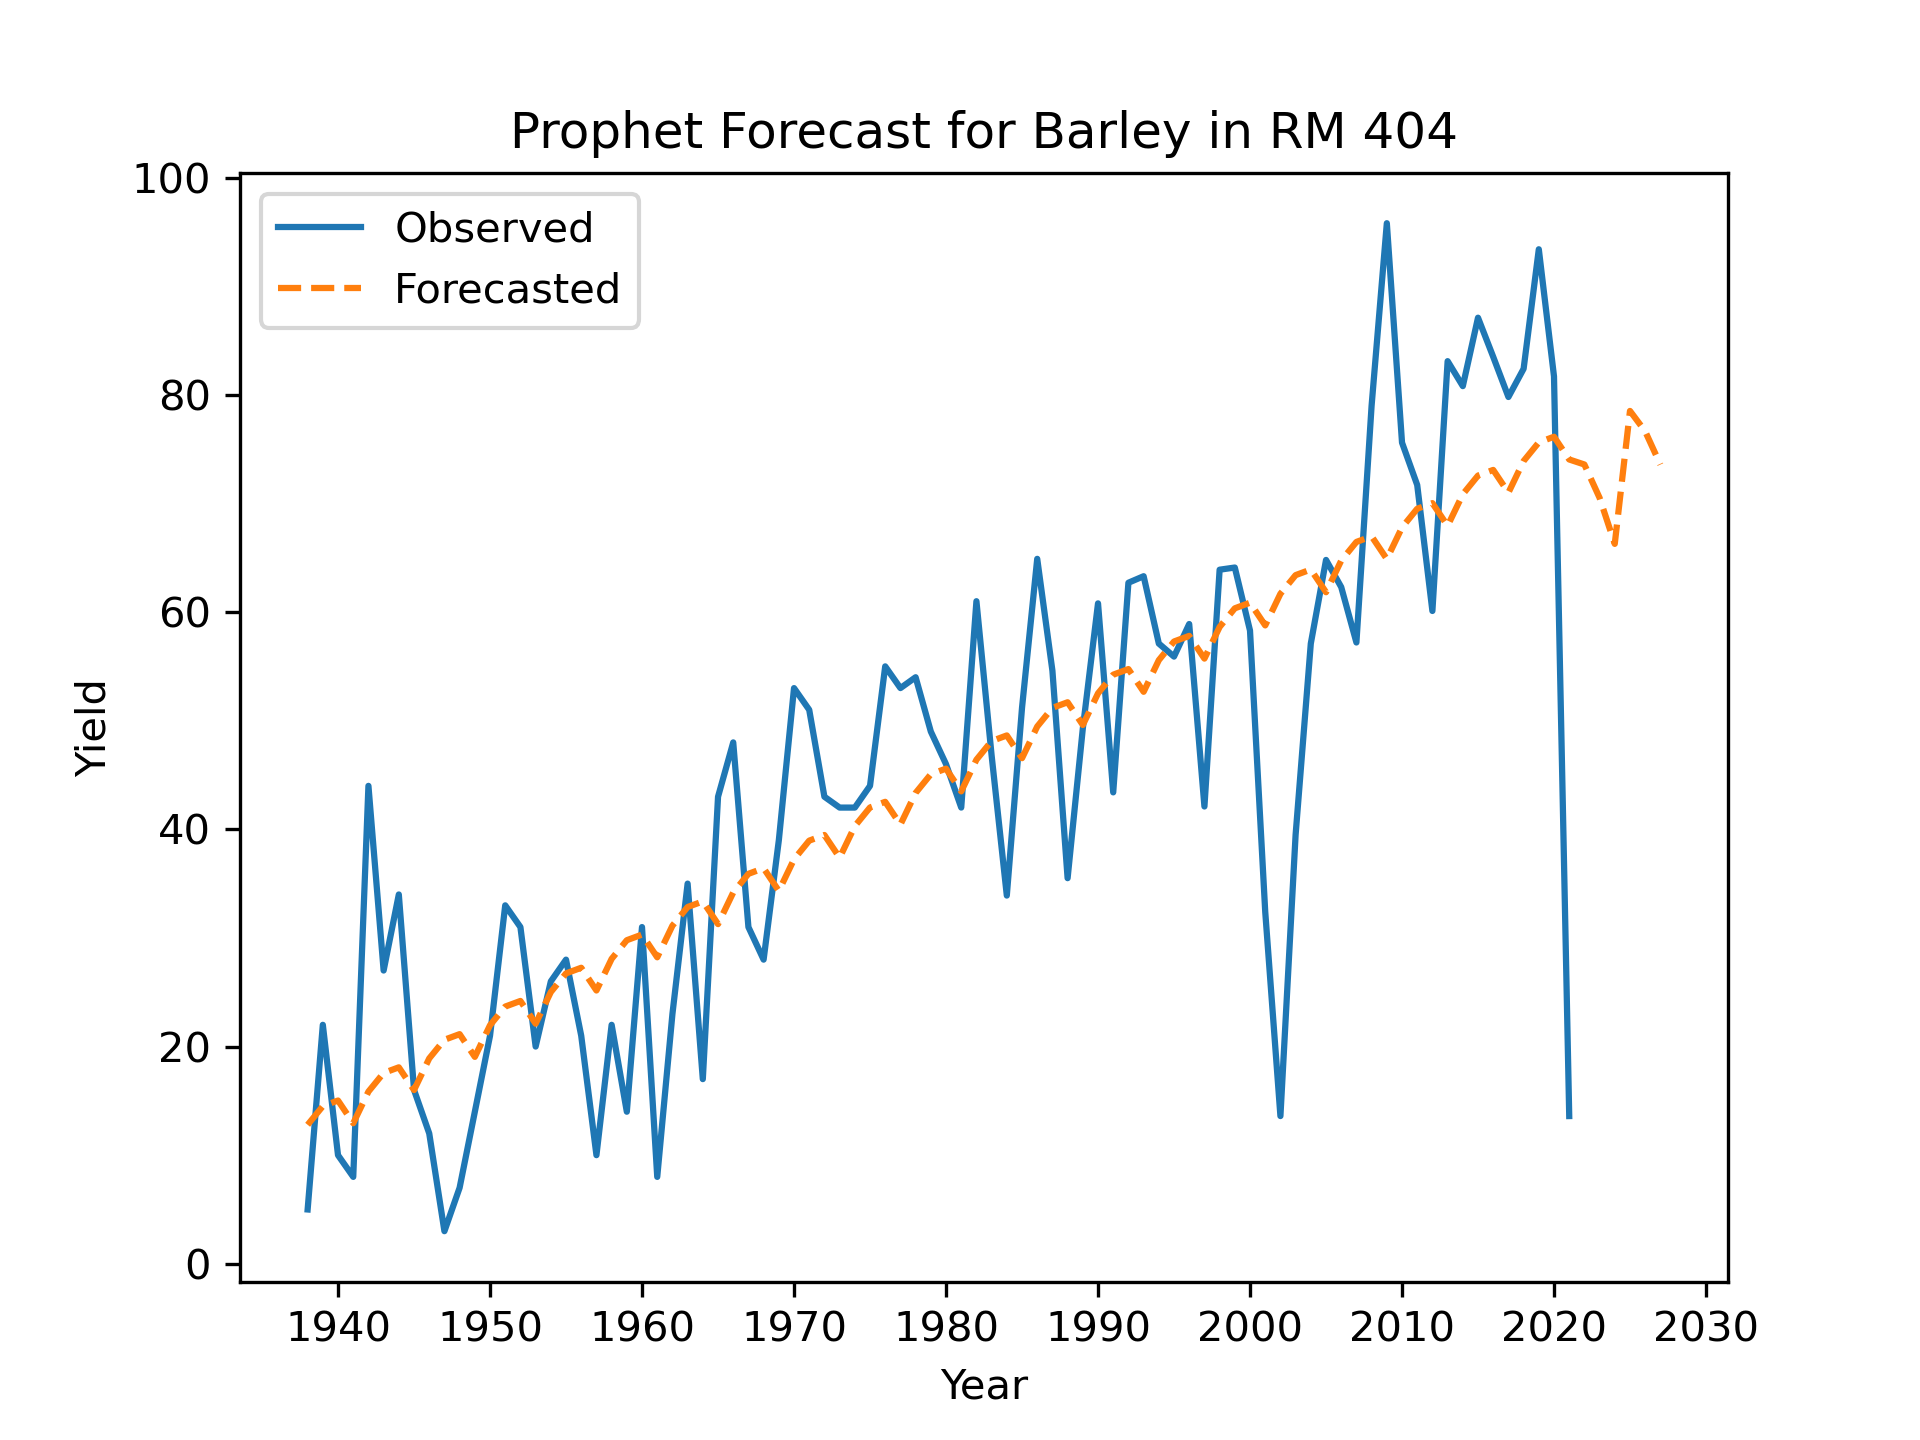 Prophet Forecast for Barley in RM 404
100
80
60
40
20
0
Observed
Forecasted
Yield
1940 1950 1960 1970 1980 1990 2000 2010 2020 2030
Year